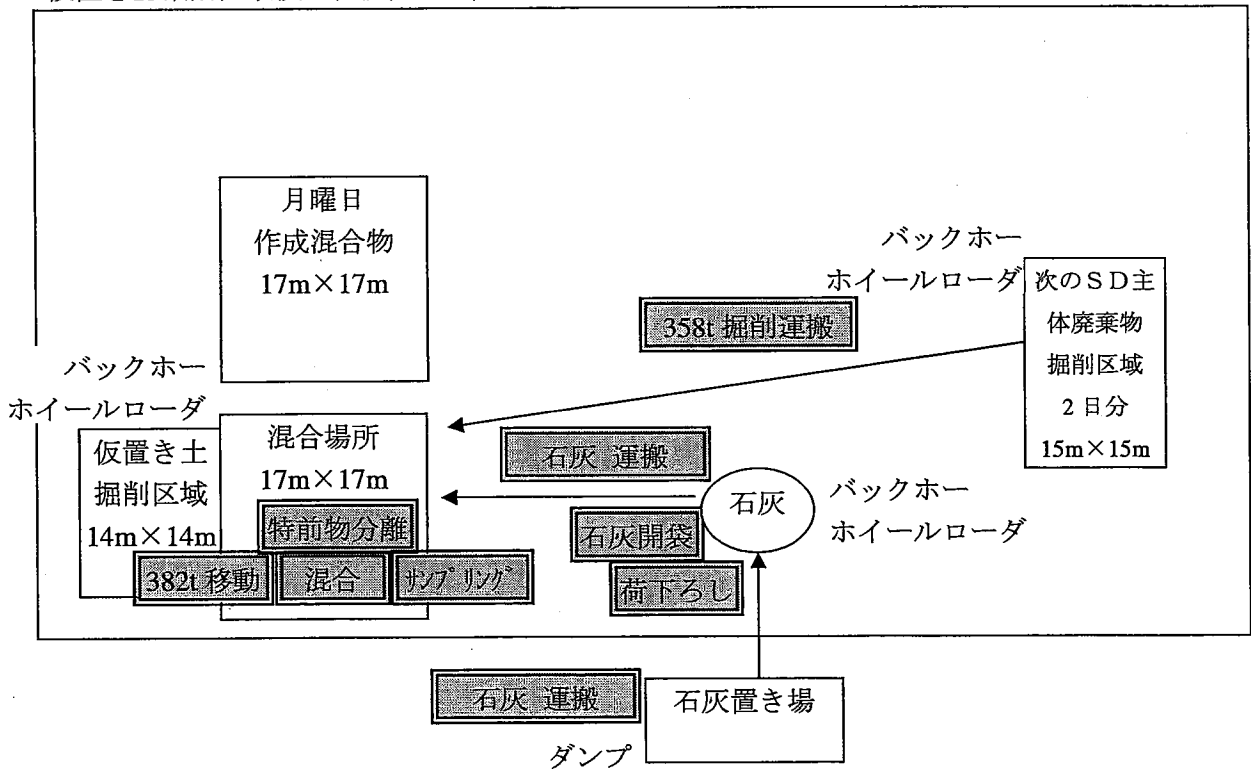 月曜日
作成混合物
17m×17m
バックホー
ホイールローダ
次のＳＤ主
体廃棄物
掘削区域
2日分
15m×15m
358t 掘削運搬
バックホー
ホイールローダ
仮置き土
掘削区域
14m×14m
混合場所
17m×17m
特前物分離
382t 移動
混合
ｻﾝﾌﾟﾘﾝｸﾞ
石灰 運搬
石灰
バックホー
ホイールローダ
石灰開袋
荷下ろし
石灰 運搬
石灰置き場
ダンプ